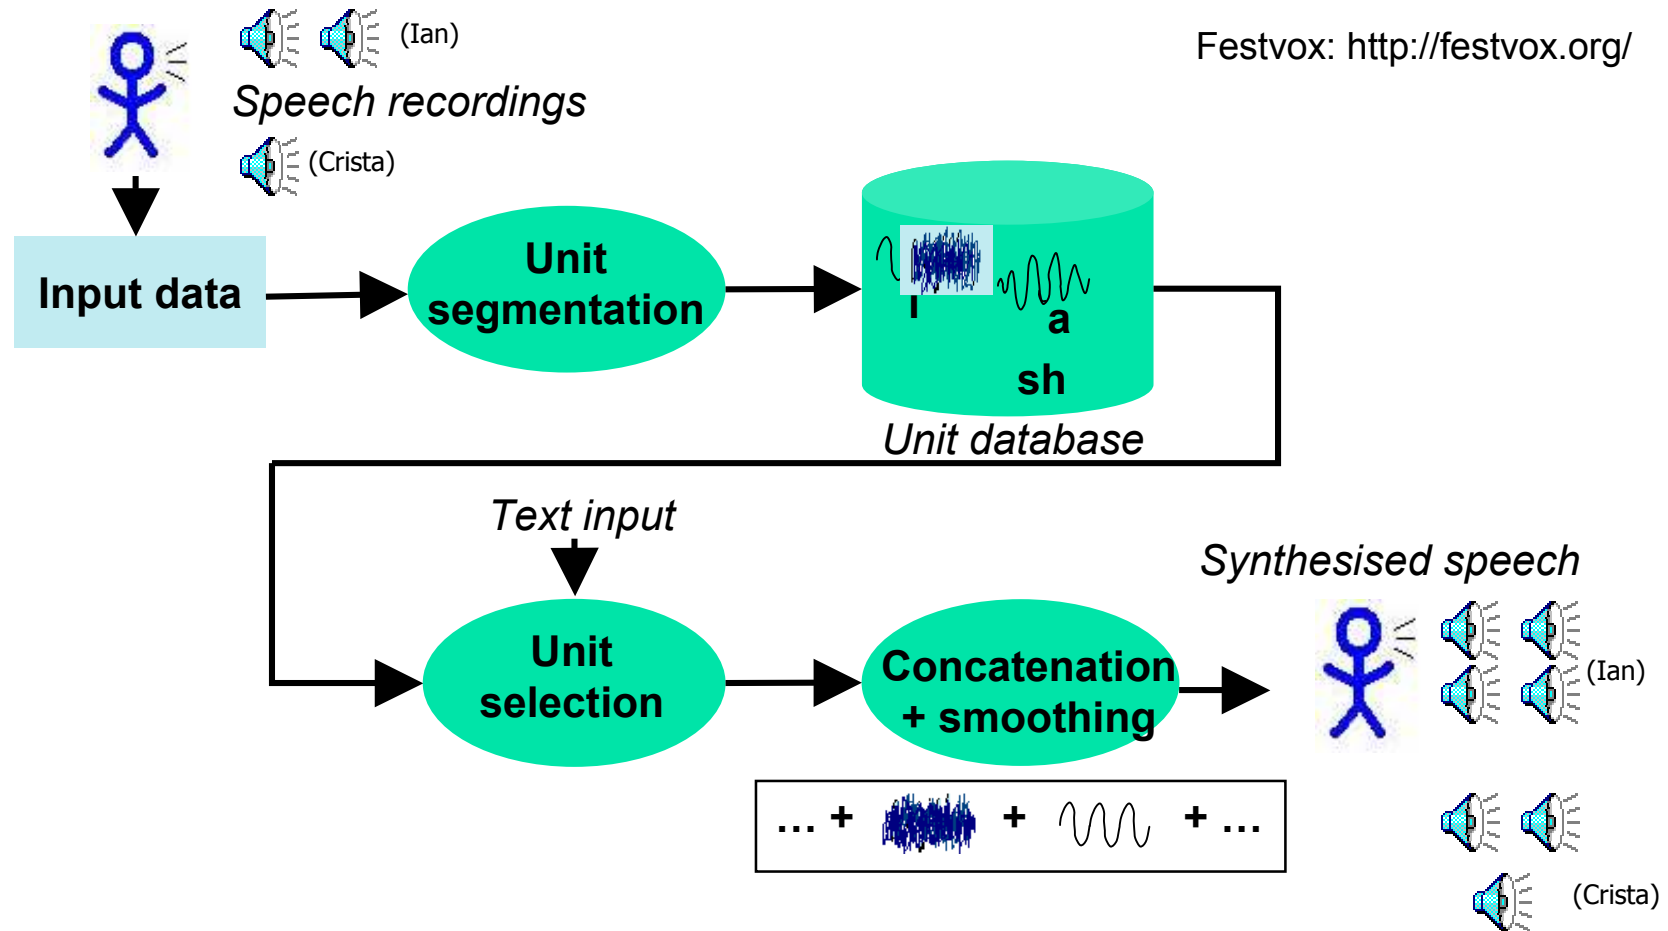 (Ian)
Festvox: http://festvox.org/
Speech recordings
(Crista)
Input data
Unit
segmentation
a
sh
Unit database
Text input
Unit
selection
Concatenation
+ smoothing
Synthesised speech
(Ian)
... + + + ...
(Crista)